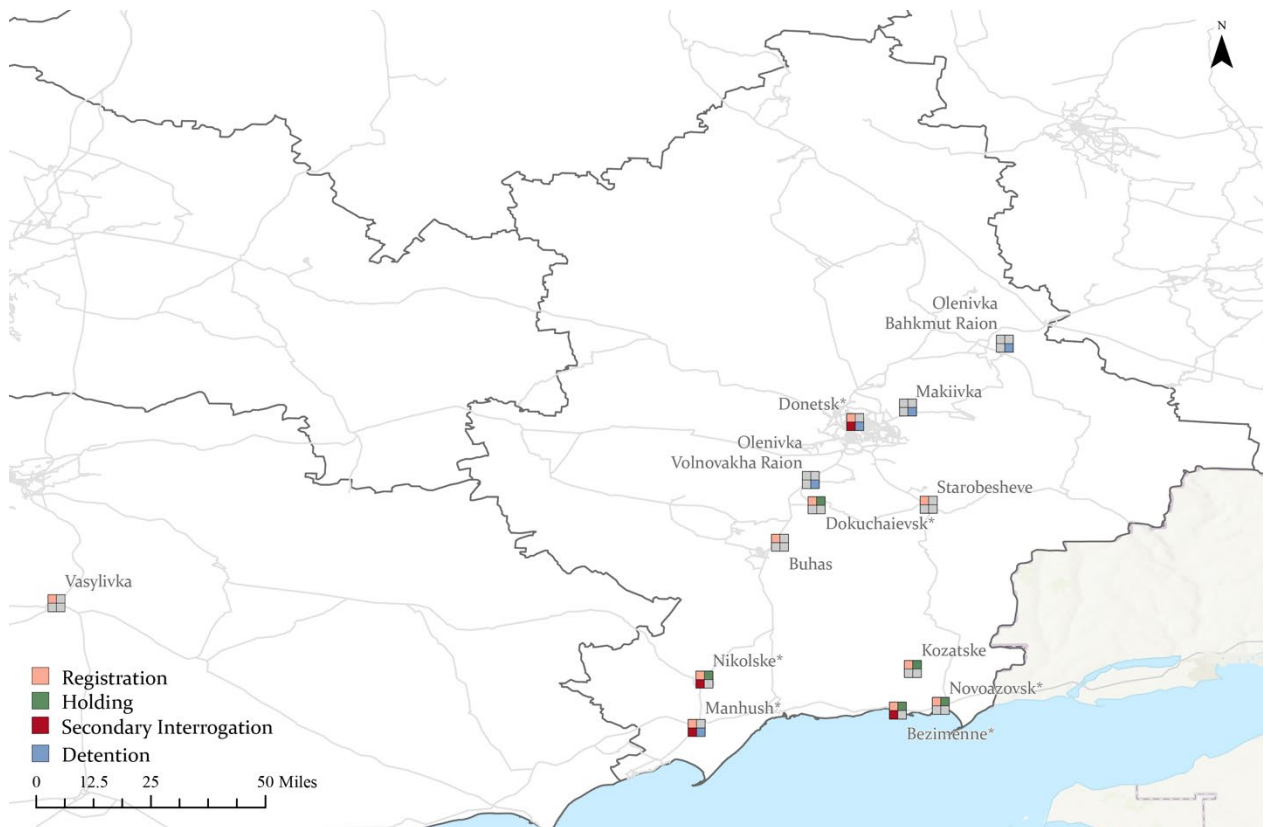 N
Olenivka
Bahkmut Raion
Makiivka
Donetsk*
Olenivka
Volnovakha Raion
Starobesheve
Dokuchaievsk*
Buhas
Vasylivka
Kozatske
Nikolske*
Novoazovsk*
Manhush*
Bezimenne*
Registration
Holding
Secondary Interrogation
Detention
0 12.5 25 50 Miles